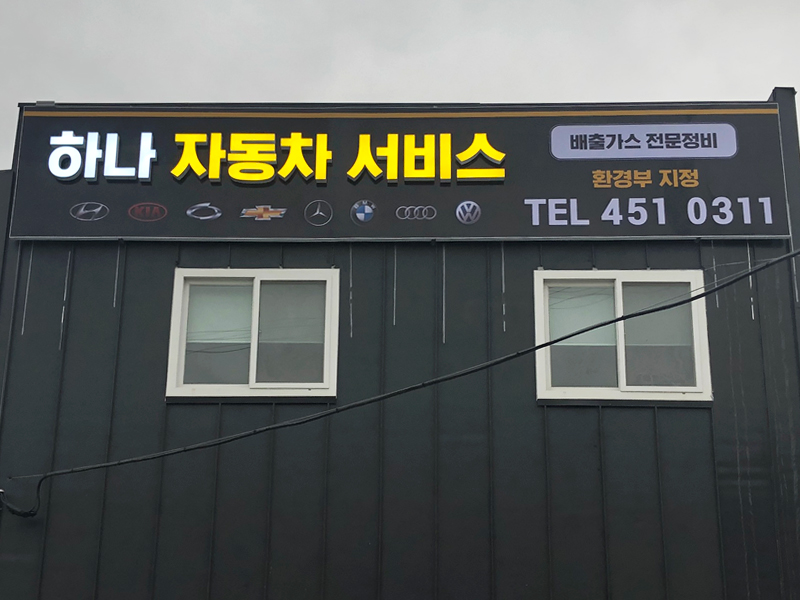 하나 자동차 서비스
배출가스 전문정비
환경부 지정
TEL 451 0311
KIA